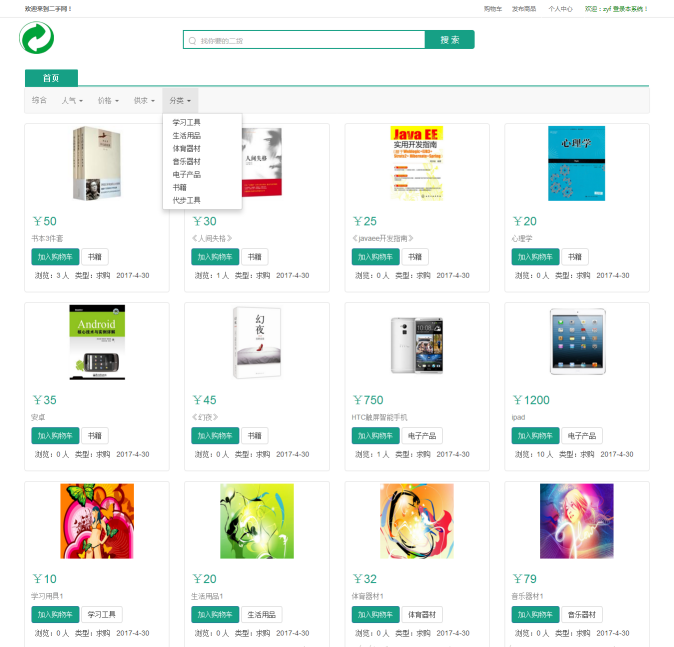 欢迎来到二手网！
购物车 发布商品 个人中心 欢迎：zyf 登录本系统！
我你要的二货
搜 索
首页
综合 人气 价格 供求 分类
学习工具
生活用品
体育器材
音乐器材
电子产品
书籍
代步工具
人间失格
Java EE
实用开发指南
心理学
￥50 ￥30 ￥25 ￥20
书本3件套 《人间失格》 《javaee开发指南》 心理学
加入购物车 书籍 加入购物车 书籍 加入购物车 书籍 加入购物车 书籍
浏览：3 人 类型：求购 2017-4-30 浏览：1 人 类型：求购 2017-4-30 浏览：0 人 类型：求购 2017-4-30 浏览：0 人 类型：求购 2017-4-30
Android
幻夜
￥35 ￥45 ￥750 ￥1200
安卓 《幻夜》 HTC触屏智能手机 ipad
加入购物车 书籍 加入购物车 书籍 加入购物车 电子产品 加入购物车 电子产品
浏览：0 人 类型：求购 2017-4-30 浏览：0 人 类型：求购 2017-4-30 浏览：1 人 类型：求购 2017-4-30 浏览：10 人 类型：求购 2017-4-30
￥10 ￥20 ￥32 ￥79
学习用具1 生活用品1 体育器材1 音乐器材1
加入购物车 学习工具 加入购物车 生活用品 加入购物车 体育器材 加入购物车 音乐器材
浏览：0 人 类型：求购 2017-4-30 浏览：0 人 类型：求购 2017-4-30 浏览：0 人 类型：求购 2017-4-30 浏览：0 人 类型：求购 2017-4-30